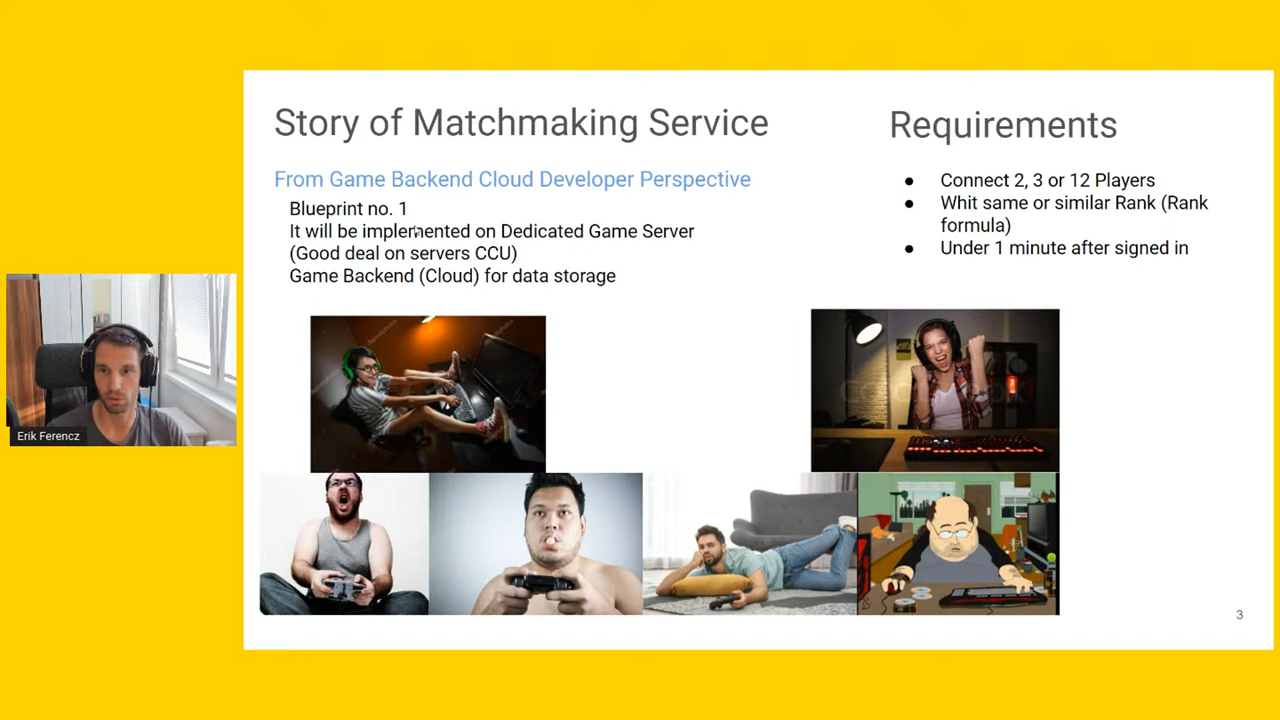 Story of Matchmaking Service
From Game Backend Cloud Developer Perspective
Blueprint no. 1
It will be implemented on Dedicated Game Server
(Good deal on servers CCU)
Game Backend (Cloud) for data storage
Requirements
● Connect 2, 3 or 12 Players
● Whit same or similar Rank (Rank
formula)
● Under 1 minute after signed in
Erik Ferencz
3